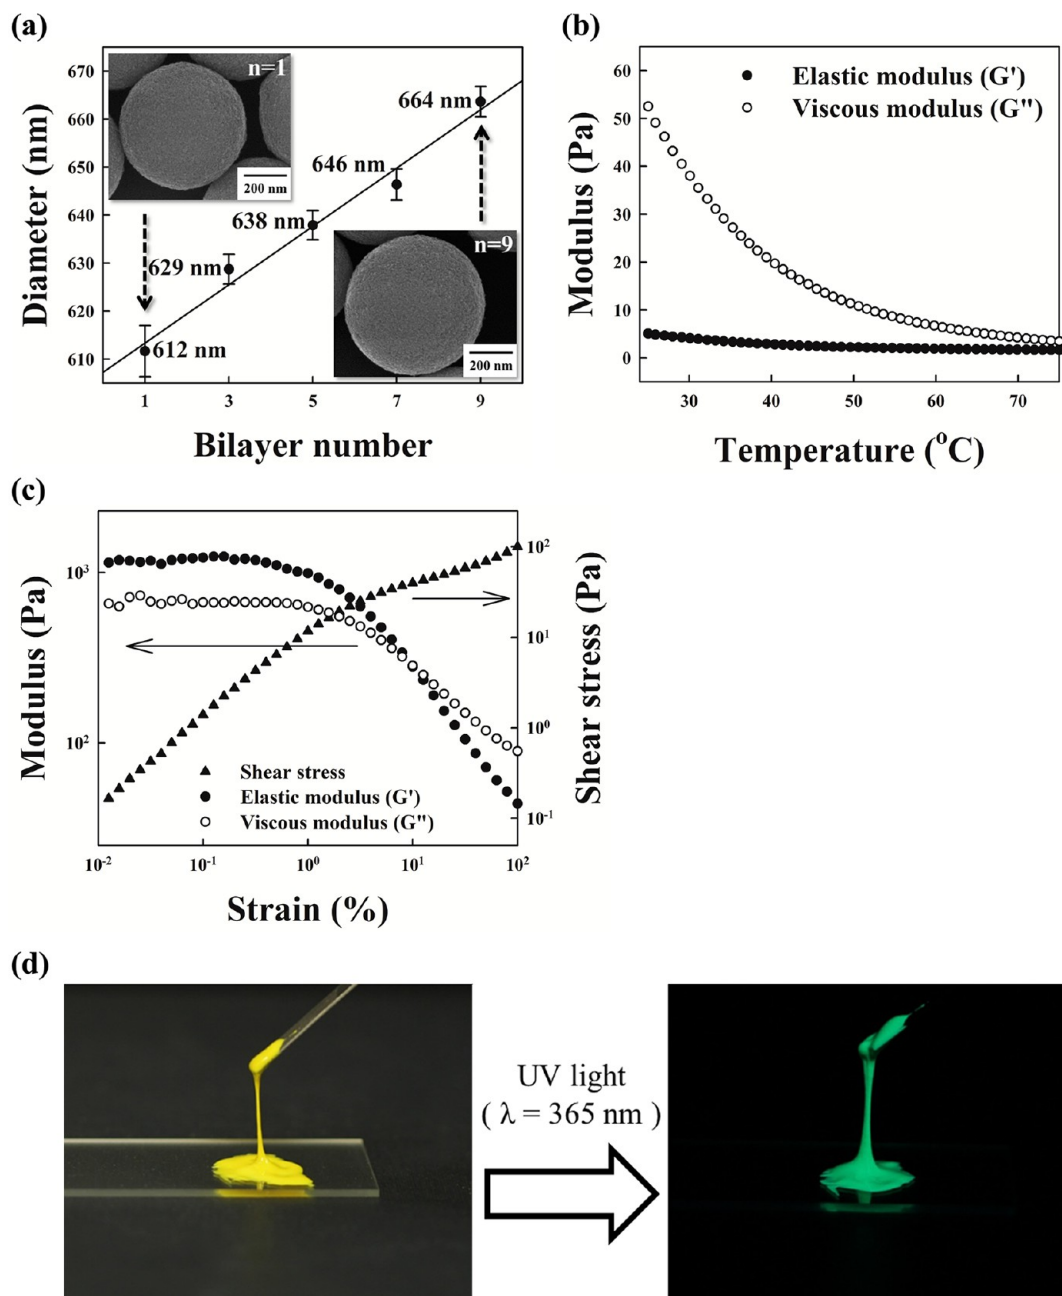 (a)
670
660
650
640
630
620
610
1
3
5
7
9
Diameter (nm)
Bilayer number
n=1
200 nm
n=9
200 nm
612 nm
629 nm
638 nm
646 nm
664 nm
(b)
60
50
40
30
20
10
0
30
40
50
60
70
Modulus (Pa)
Temperature (°C)
Elastic modulus (G')
Viscous modulus (G")
(c)
10³
10²
Modulus (Pa)
10²
10¹
10⁰
10⁻¹
Shear stress (Pa)
Shear stress
Elastic modulus (G')
Viscous modulus (G")
10⁻²
10⁻¹
10⁰
10¹
10²
Strain (%)
(d)
UV light
( λ = 365 nm )